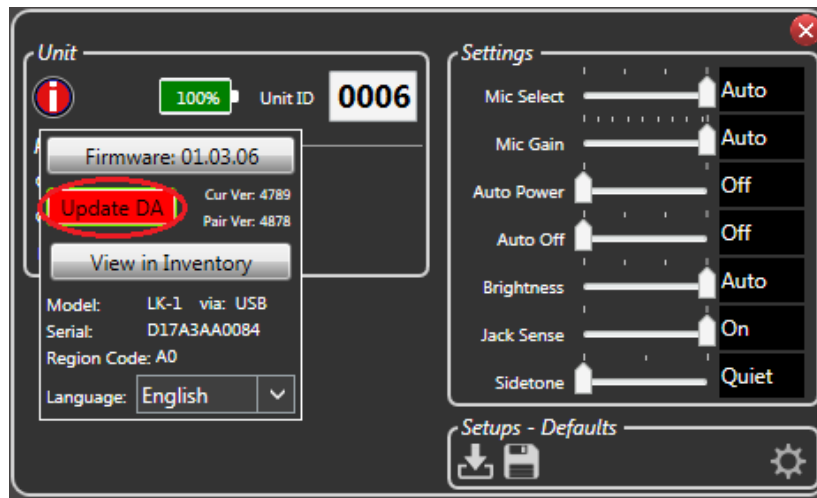 Unit
i
100%
Unit ID
0006
Firmware: 01.03.06
Update DA
Cur Ver: 4789
Pair Ver: 4878
View in Inventory
Model: LK-1 via: USB
Serial: D17A3AA0084
Region Code: A0
Language: English
Settings
Mic Select Auto
Mic Gain Auto
Auto Power Off
Auto Off Off
Brightness Auto
Jack Sense On
Sidetone Quiet
Setups - Defaults